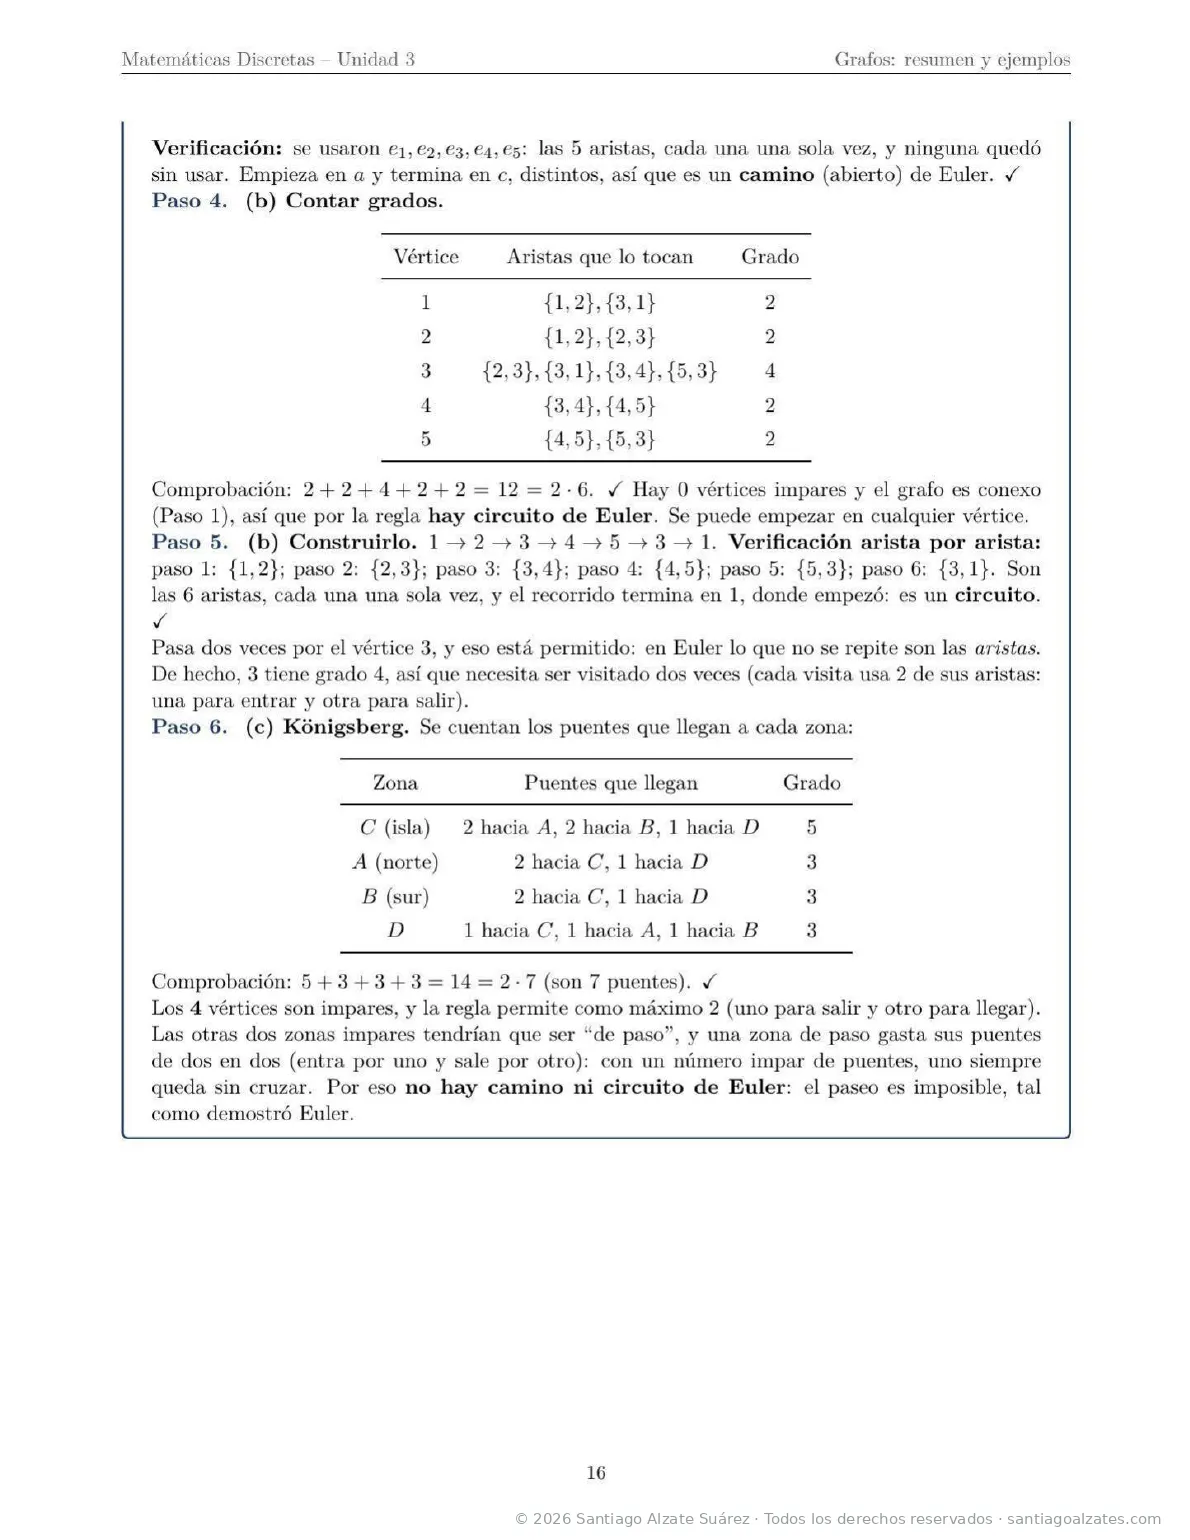 Matemáticas Discretas – Unidad 3 Grafos: resumen y ejemplos
Verificación: se usaron e₁, e₂, e₃, e₄, e₅: las 5 aristas, cada una una sola vez, y ninguna quedó
sin usar. Empieza en a y termina en c, distintos, así que es un camino (abierto) de Euler. ✓
Paso 4. (b) Contar grados.
Vértice Aristas que lo tocan Grado
1 {1, 2}, {3, 1} 2
2 {1, 2}, {2, 3} 2
3 {2, 3}, {3, 1}, {3, 4}, {5, 3} 4
4 {3, 4}, {4, 5} 2
5 {4, 5}, {5, 3} 2
Comprobación: 2 + 2 + 4 + 2 + 2 = 12 = 2 · 6. ✓ Hay 0 vértices impares y el grafo es conexo
(Paso 1), así que por la regla hay circuito de Euler. Se puede empezar en cualquier vértice.
Paso 5. (b) Construirlo. 1 → 2 → 3 → 4 → 5 → 3 → 1. Verificación arista por arista:
paso 1: {1, 2}; paso 2: {2, 3}; paso 3: {3, 4}; paso 4: {4, 5}; paso 5: {5, 3}; paso 6: {3, 1}. Son
las 6 aristas, cada una una sola vez, y el recorrido termina en 1, donde empezó: es un circuito.
✓
Pasa dos veces por el vértice 3, y eso está permitido: en Euler lo que no se repite son las aristas.
De hecho, 3 tiene grado 4, así que necesita ser visitado dos veces (cada visita usa 2 de sus aristas:
una para entrar y otra para salir).
Paso 6. (c) Königsberg. Se cuentan los puentes que llegan a cada zona:
Zona Puentes que llegan Grado
C (isla) 2 hacia A, 2 hacia B, 1 hacia D 5
A (norte) 2 hacia C, 1 hacia D 3
B (sur) 2 hacia C, 1 hacia D 3
D 1 hacia C, 1 hacia A, 1 hacia B 3
Comprobación: 5 + 3 + 3 + 3 = 14 = 2 · 7 (son 7 puentes). ✓
Los 4 vértices son impares, y la regla permite como máximo 2 (uno para salir y otro para llegar).
Las otras dos zonas impares tendrían que ser “de paso”, y una zona de paso gasta sus puentes
de dos en dos (entra por uno y sale por otro): con un número impar de puentes, uno siempre
queda sin cruzar. Por eso no hay camino ni circuito de Euler: el paseo es imposible, tal
como demostró Euler.
16
© 2026 Santiago Alzate Suárez · Todos los derechos reservados · santiagoalzates.com